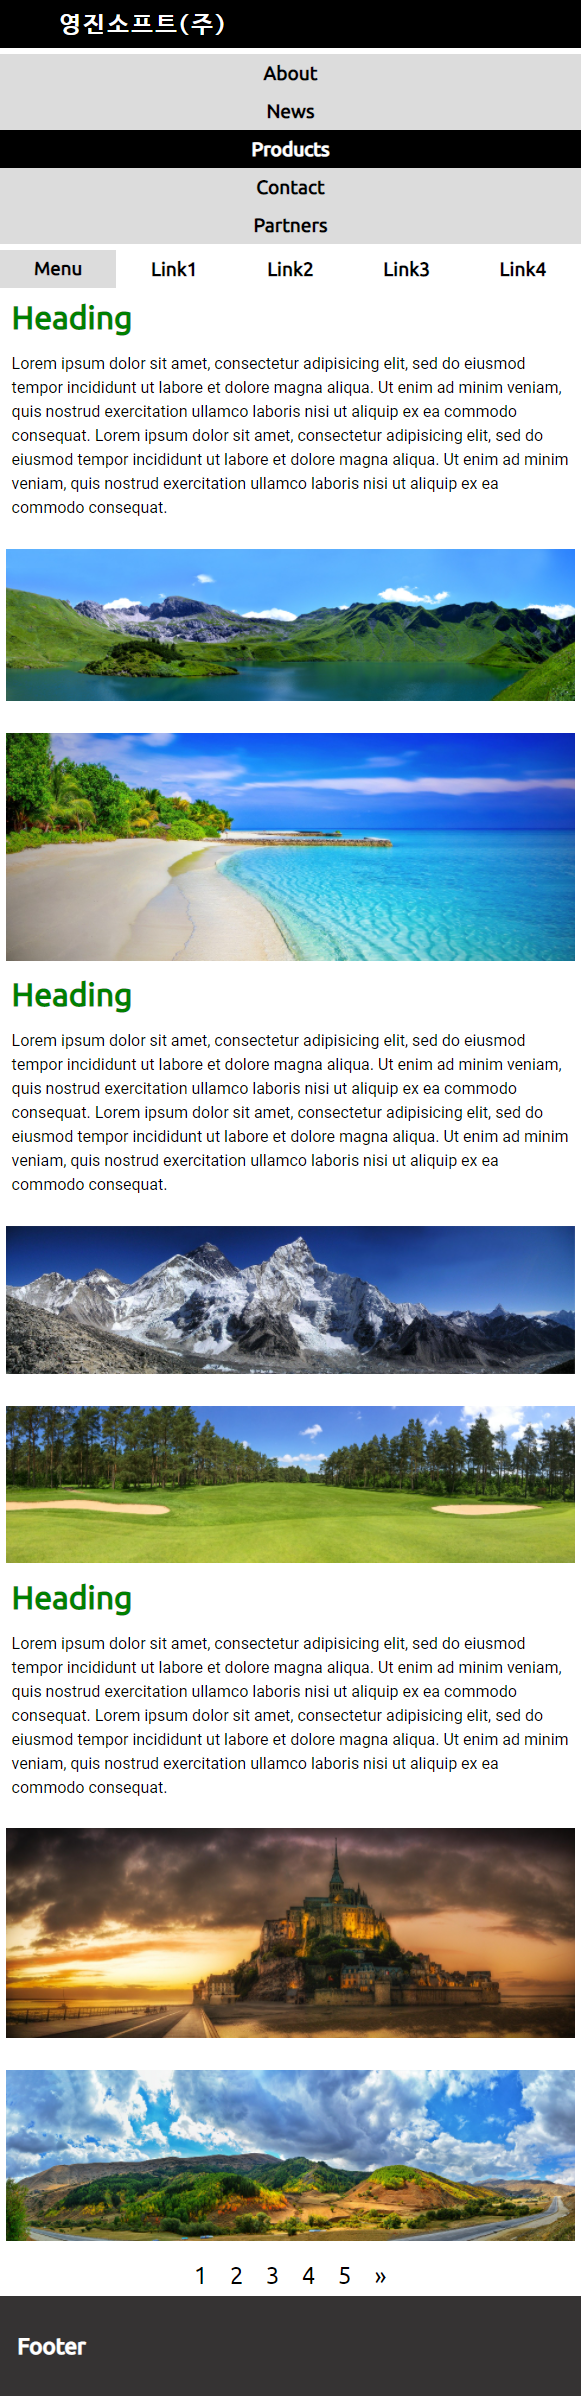 영진소프트(주)
About
News
Products
Contact
Partners
Menu Link1 Link2 Link3 Link4
Heading
Lorem ipsum dolor sit amet, consectetur adipisicing elit, sed do eiusmod
tempor incididunt ut labore et dolore magna aliqua. Ut enim ad minim veniam,
quis nostrud exercitation ullamco laboris nisi ut aliquip ex ea commodo
consequat. Lorem ipsum dolor sit amet, consectetur adipisicing elit, sed do
eiusmod tempor incididunt ut labore et dolore magna aliqua. Ut enim ad minim
veniam, quis nostrud exercitation ullamco laboris nisi ut aliquip ex ea
commodo consequat.
Heading
Lorem ipsum dolor sit amet, consectetur adipisicing elit, sed do eiusmod
tempor incididunt ut labore et dolore magna aliqua. Ut enim ad minim veniam,
quis nostrud exercitation ullamco laboris nisi ut aliquip ex ea commodo
consequat. Lorem ipsum dolor sit amet, consectetur adipisicing elit, sed do
eiusmod tempor incididunt ut labore et dolore magna aliqua. Ut enim ad minim
veniam, quis nostrud exercitation ullamco laboris nisi ut aliquip ex ea
commodo consequat.
Heading
Lorem ipsum dolor sit amet, consectetur adipisicing elit, sed do eiusmod
tempor incididunt ut labore et dolore magna aliqua. Ut enim ad minim veniam,
quis nostrud exercitation ullamco laboris nisi ut aliquip ex ea commodo
consequat. Lorem ipsum dolor sit amet, consectetur adipisicing elit, sed do
eiusmod tempor incididunt ut labore et dolore magna aliqua. Ut enim ad minim
veniam, quis nostrud exercitation ullamco laboris nisi ut aliquip ex ea
commodo consequat.
1 2 3 4 5 »
Footer